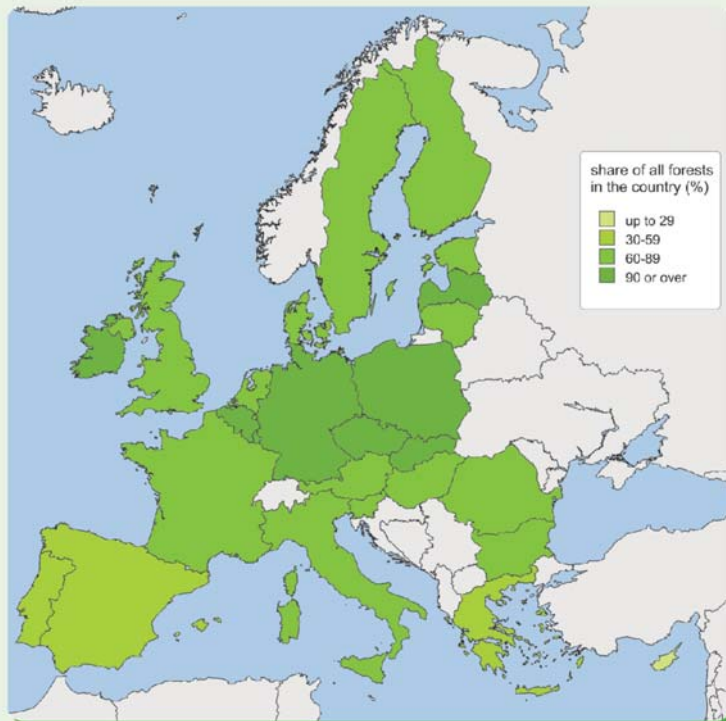 share of all forests
in the country (%)
up to 29
30-59
60-89
90 or over